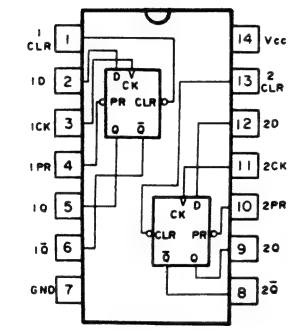 1 CLR 1 14 Vcc
1D 2 D CK 13 2 CLR
1CK 3 PR CLR 12 2D
1PR 4 Q Q̅ 11 2CK
1Q 5 CK D 10 2PR
1Q̅ 6 CLR PR 9 2Q
GND 7 Q̅ Q 8 2Q̅